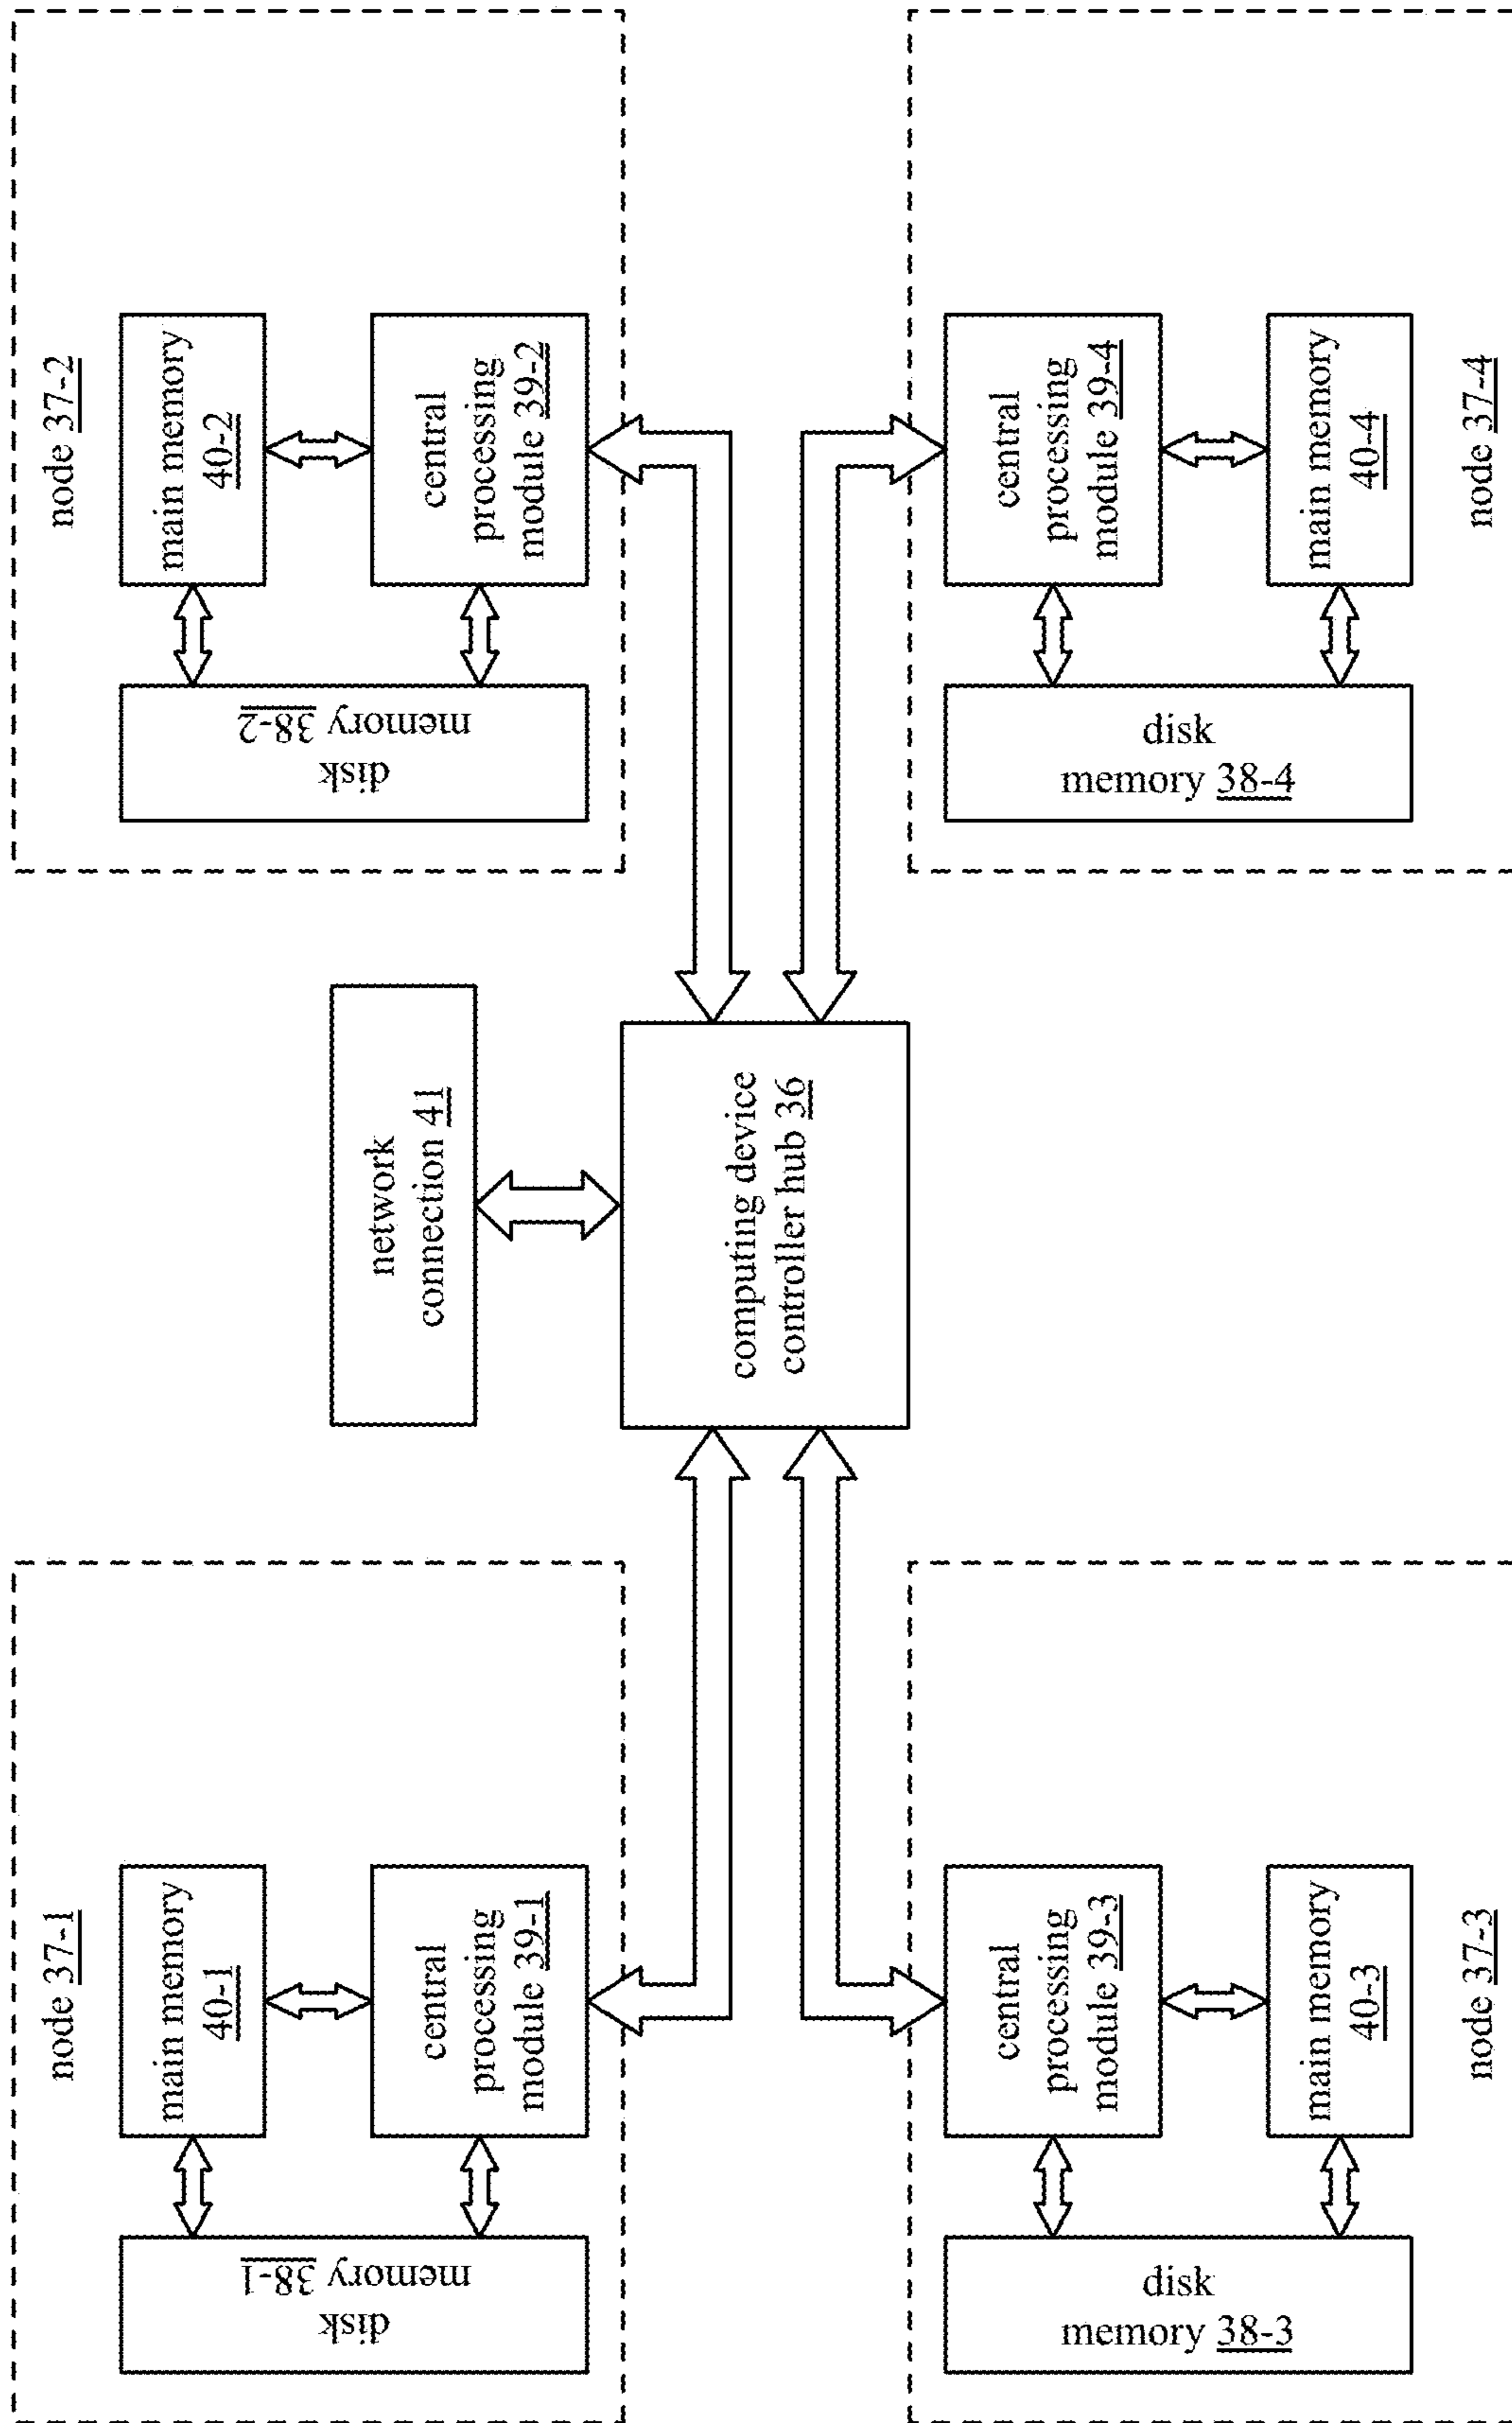 node 37-1
main memory
40-1
central
processing
module 39-1
disk
memory 38-1
node 37-2
main memory
40-2
central
processing
module 39-2
disk
memory 38-2
network
connection 41
computing device
controller hub 36
central
processing
module 39-3
main memory
40-3
disk
memory 38-3
node 37-3
central
processing
module 39-4
main memory
40-4
disk
memory 38-4
node 37-4